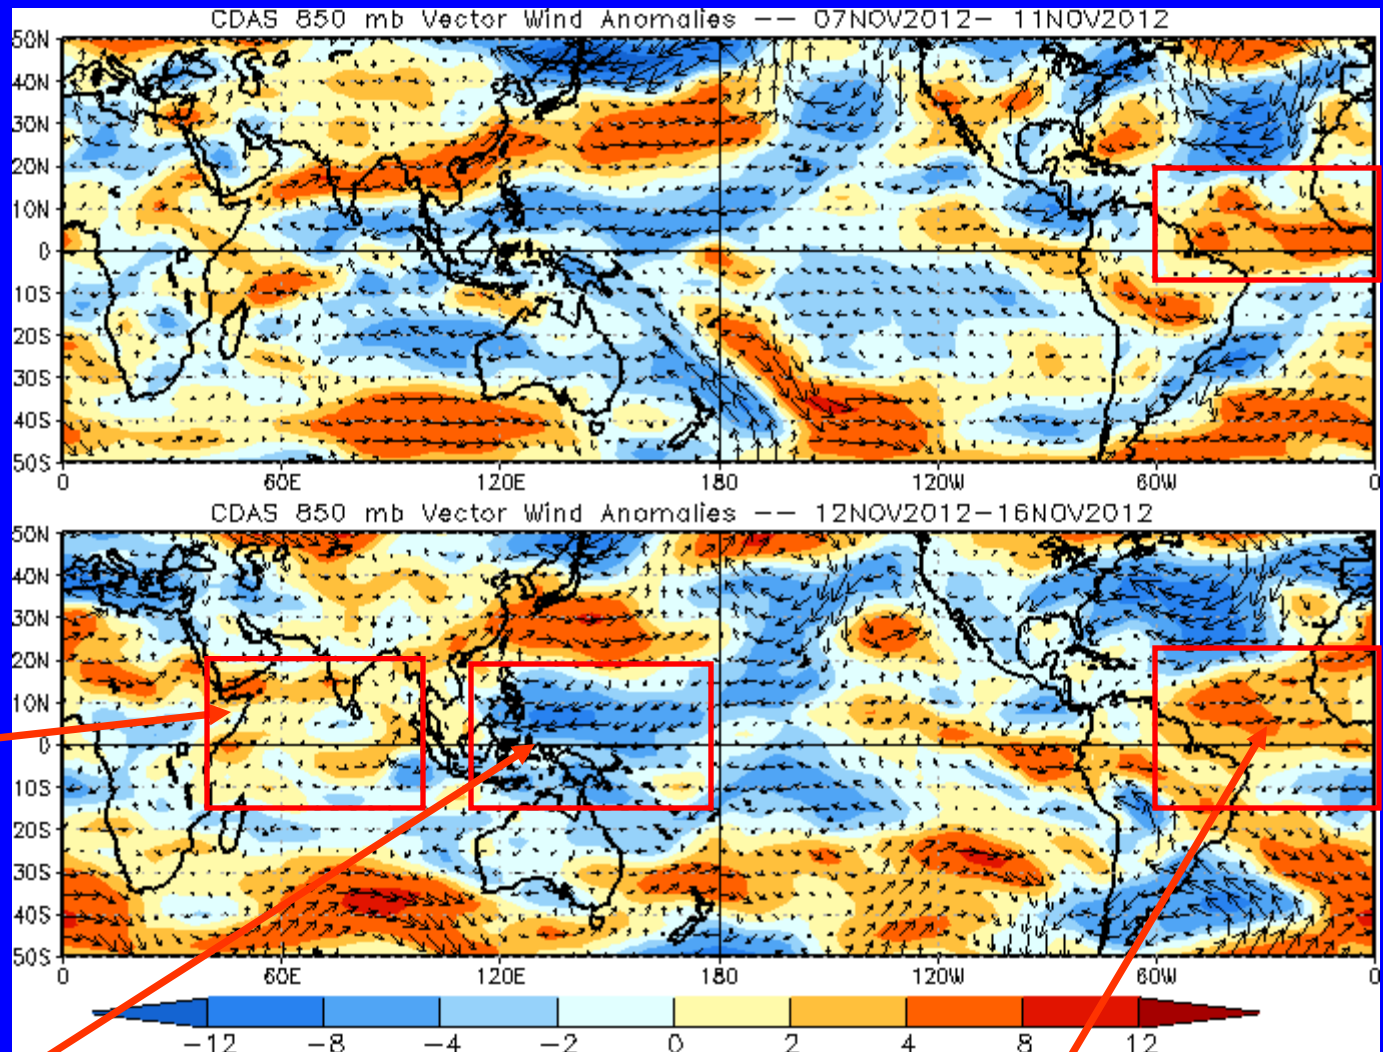 CDAS 850 mb Vector Wind Anomalies -- 07NOV2012- 11NOV2012
50N
40N
30N
20N
10N
0
10S
20S
30S
40S
50S
0 60E 120E 180 120W 60W 0
CDAS 850 mb Vector Wind Anomalies -- 12NOV2012-16NOV2012
50N
40N
30N
20N
10N
0
10S
20S
30S
40S
50S
0 60E 120E 180 120W 60W 0
-12 -8 -4 -2 0 2 4 8 12